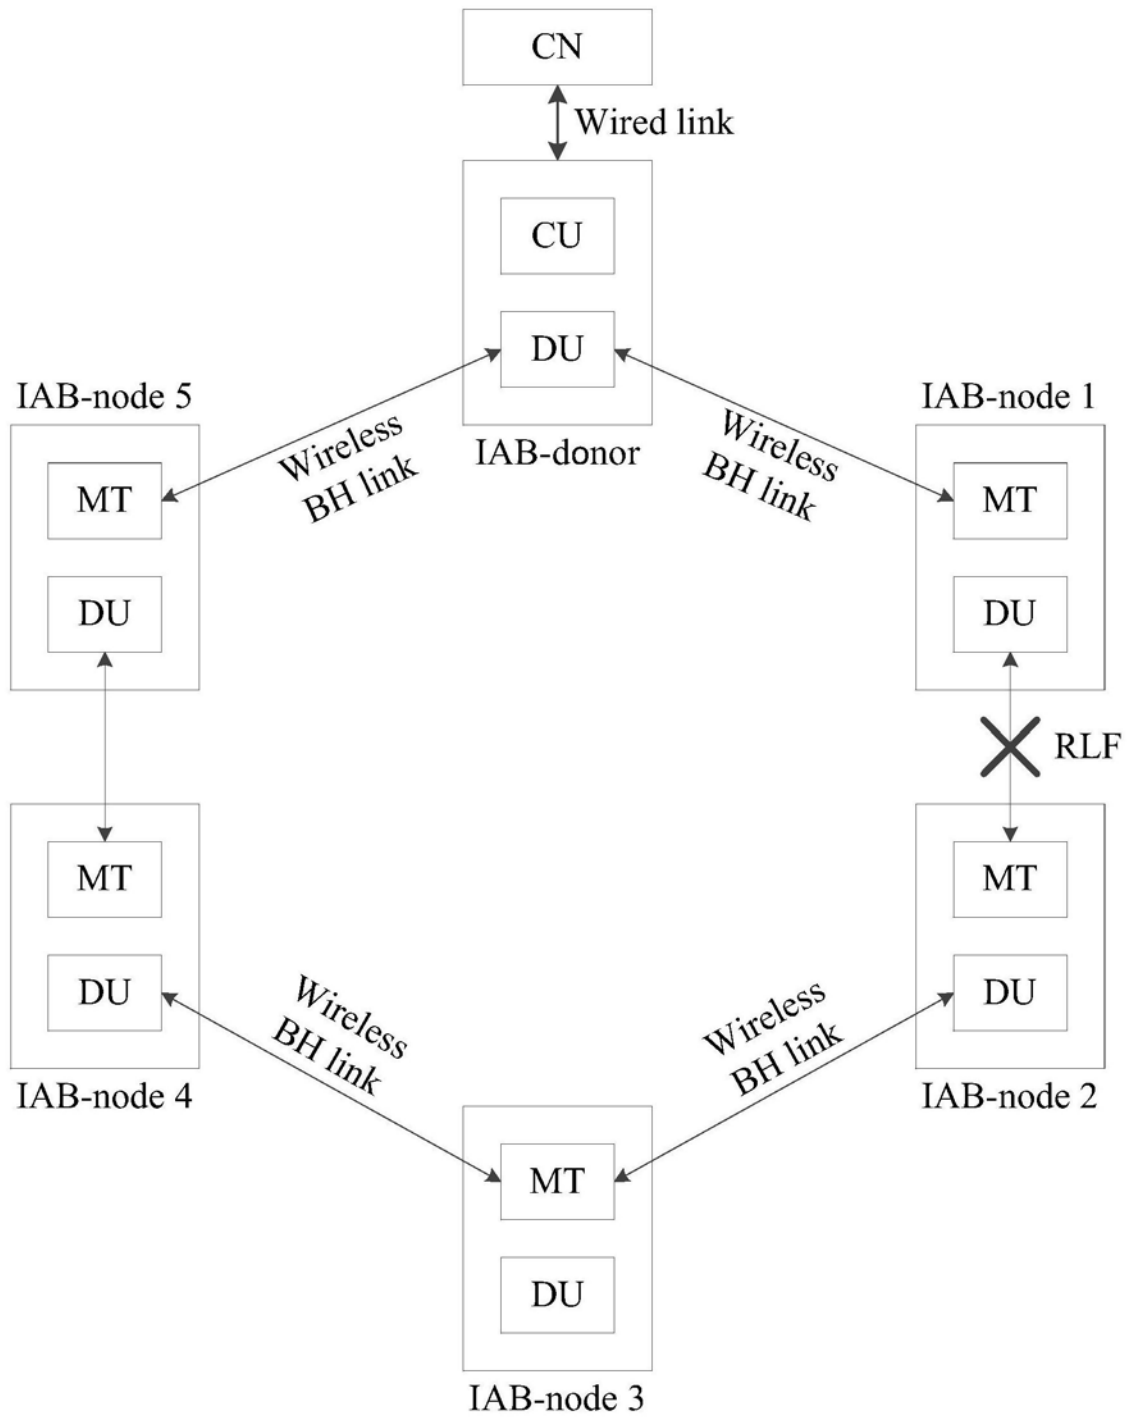 CN
Wired link
CU
DU
IAB-donor
IAB-node 5
MT
DU
Wireless
BH link
Wireless
BH link
IAB-node 1
MT
DU
RLF
MT
DU
IAB-node 4
MT
DU
IAB-node 2
Wireless
BH link
Wireless
BH link
MT
DU
IAB-node 3